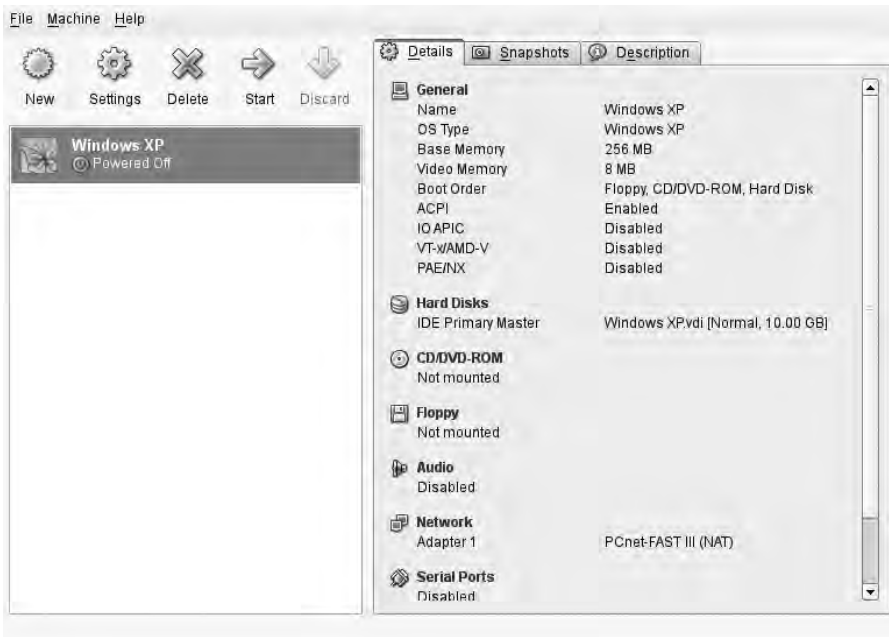 File Machine Help
New Settings Delete Start Discard
Windows XP
Powered Off
Details Snapshots Description
General
Name Windows XP
OS Type Windows XP
Base Memory 256 MB
Video Memory 8 MB
Boot Order Floppy, CD/DVD-ROM, Hard Disk
ACPI Enabled
IO APIC Disabled
VT-x/AMD-V Disabled
PAE/NX Disabled
Hard Disks
IDE Primary Master Windows XP.vdi [Normal, 10.00 GB]
CD/DVD-ROM
Not mounted
Floppy
Not mounted
Audio
Disabled
Network
Adapter 1 PCnet-FAST III (NAT)
Serial Ports
Disabled